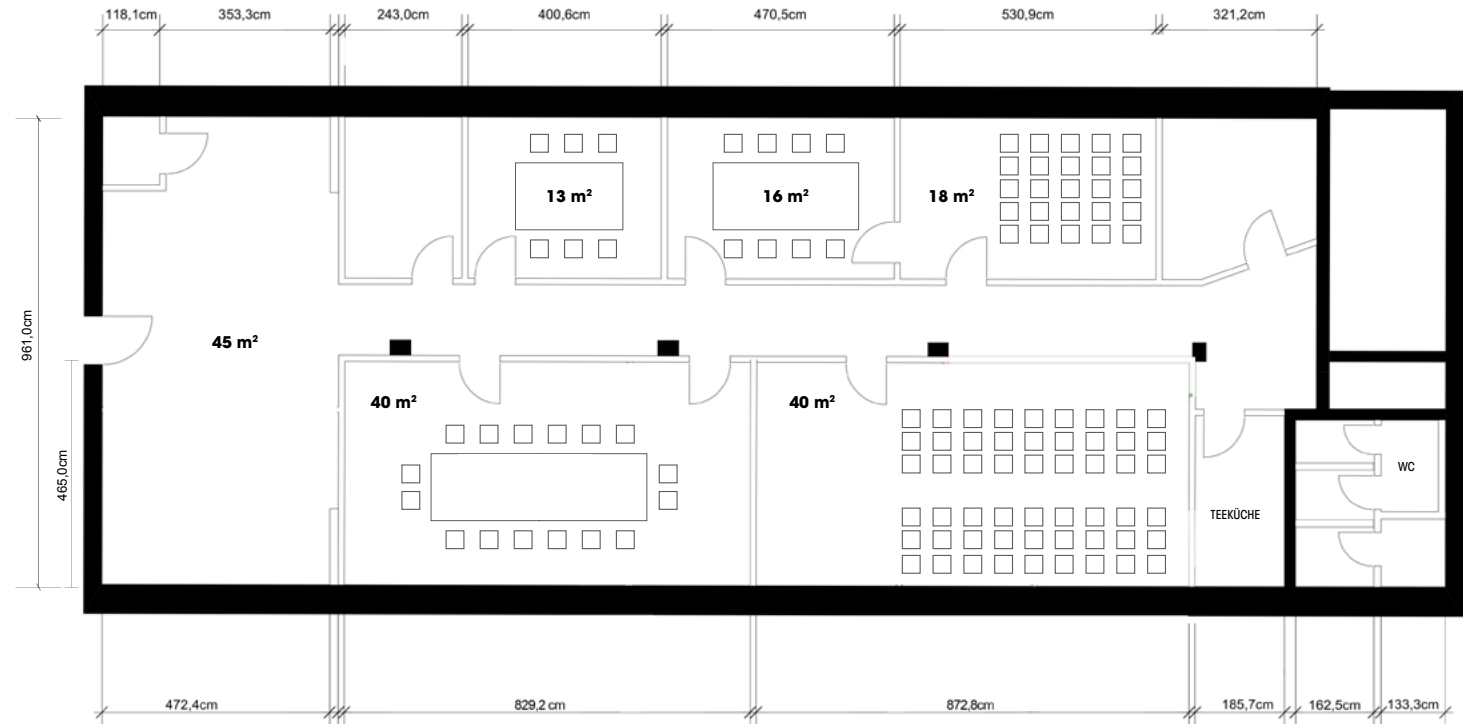 118,1cm 353,3cm 243,0cm 400,6cm 470,5cm 530,9cm 321,2cm
13 m² 16 m² 18 m²
961,0cm
45 m²
465,0cm
40 m² 40 m²
WC
TEEKÜCHE
472,4cm 829,2 cm 872,8cm 185,7cm 162,5cm 133,3cm